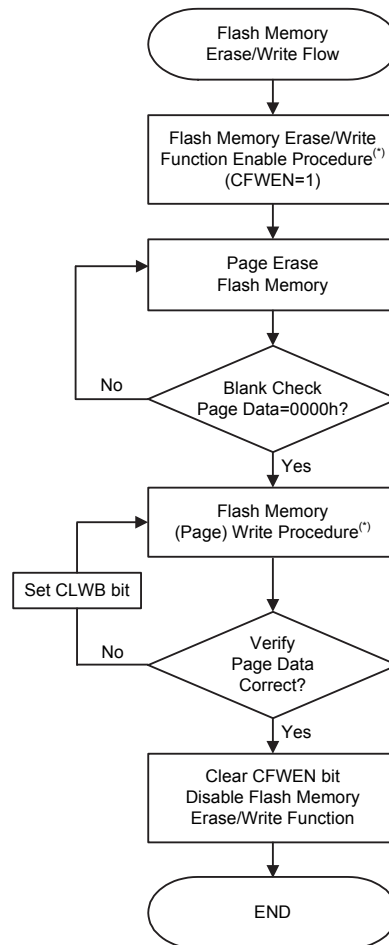 Flash Memory
Erase/Write Flow
Flash Memory Erase/Write
Function Enable Procedure(*)
(CFWEN=1)
Page Erase
Flash Memory
No
Blank Check
Page Data=0000h?
Yes
Flash Memory
(Page) Write Procedure(*)
Set CLWB bit
No
Verify
Page Data
Correct?
Yes
Clear CFWEN bit
Disable Flash Memory
Erase/Write Function
END